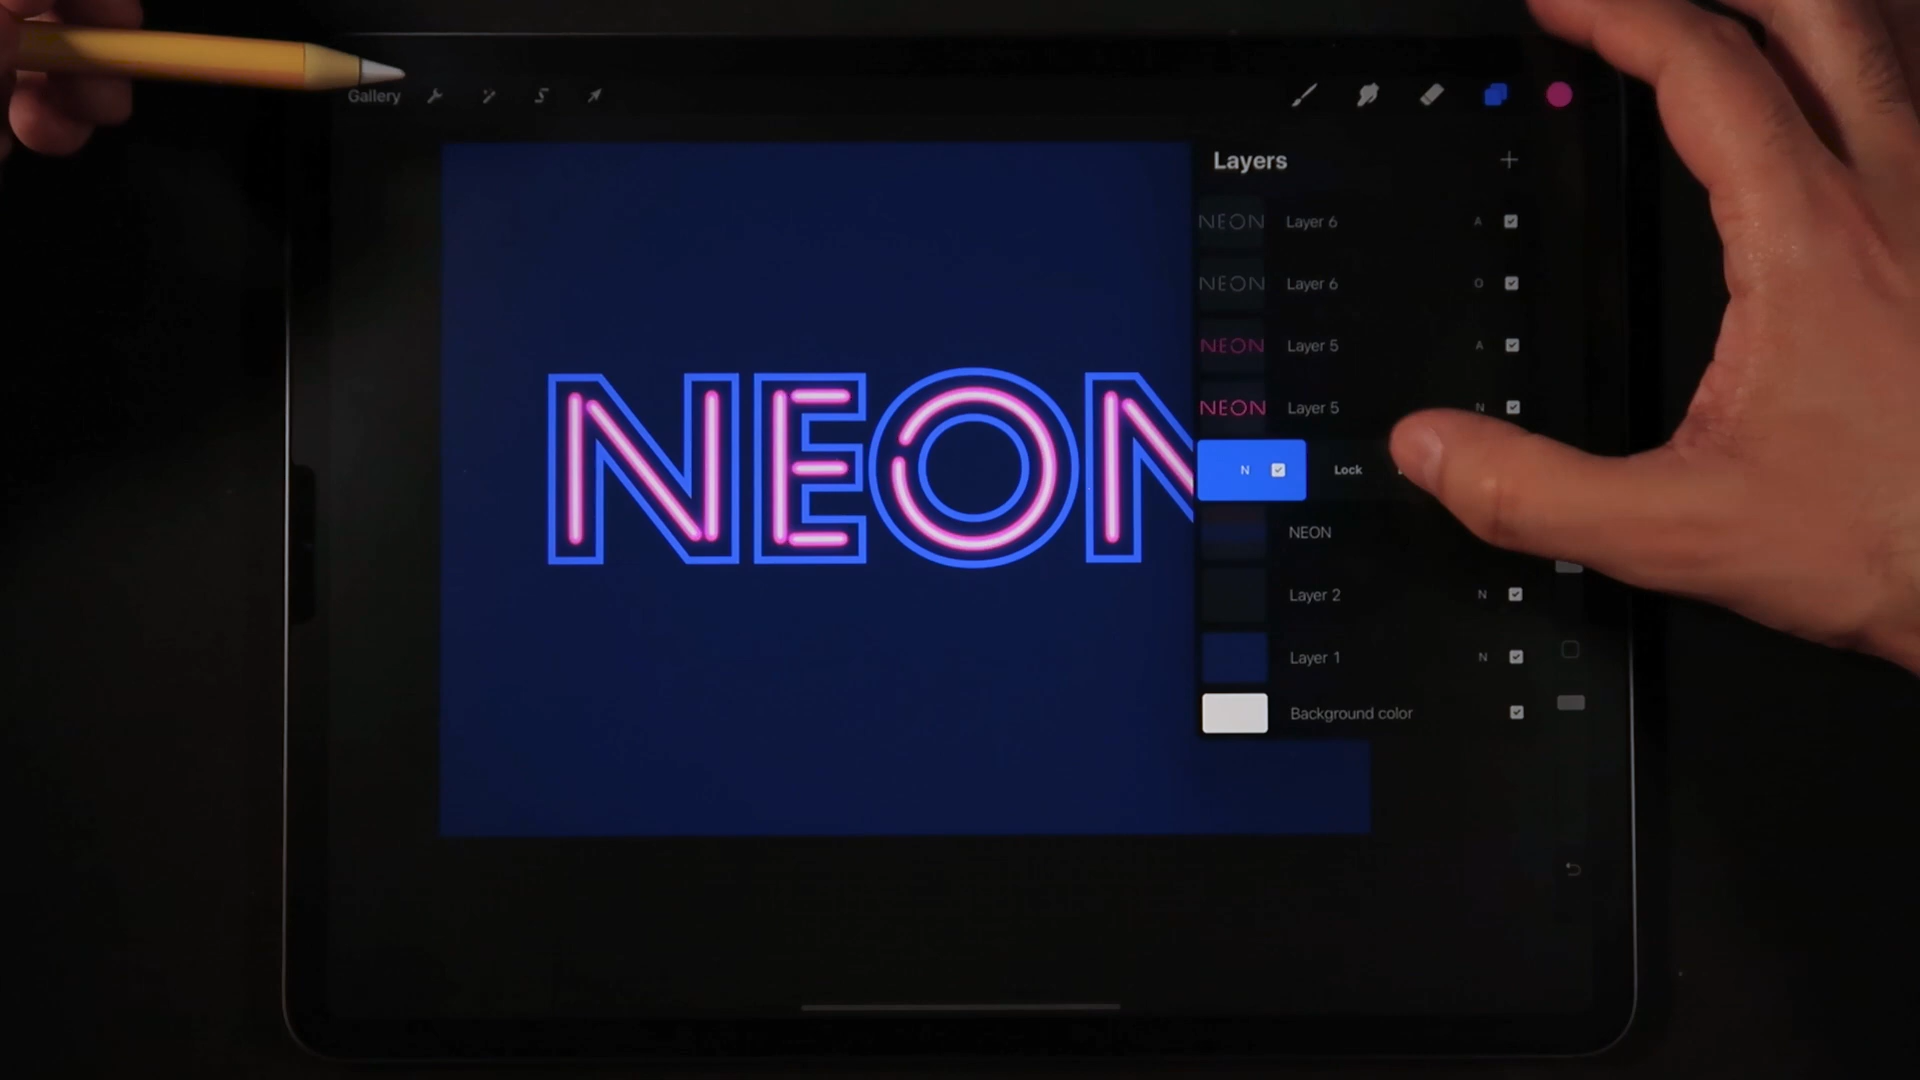 Gallery
Layers
NEON Layer 6 A
NEON Layer 6 O
NEON Layer 5 A
NEON Layer 5 N
N Lock
NEON
Layer 2 N
Layer 1 N
Background color
NEON